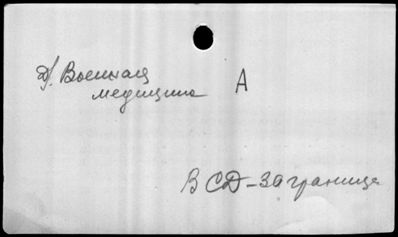 д/. Военная
медицина А
В СД - заграница